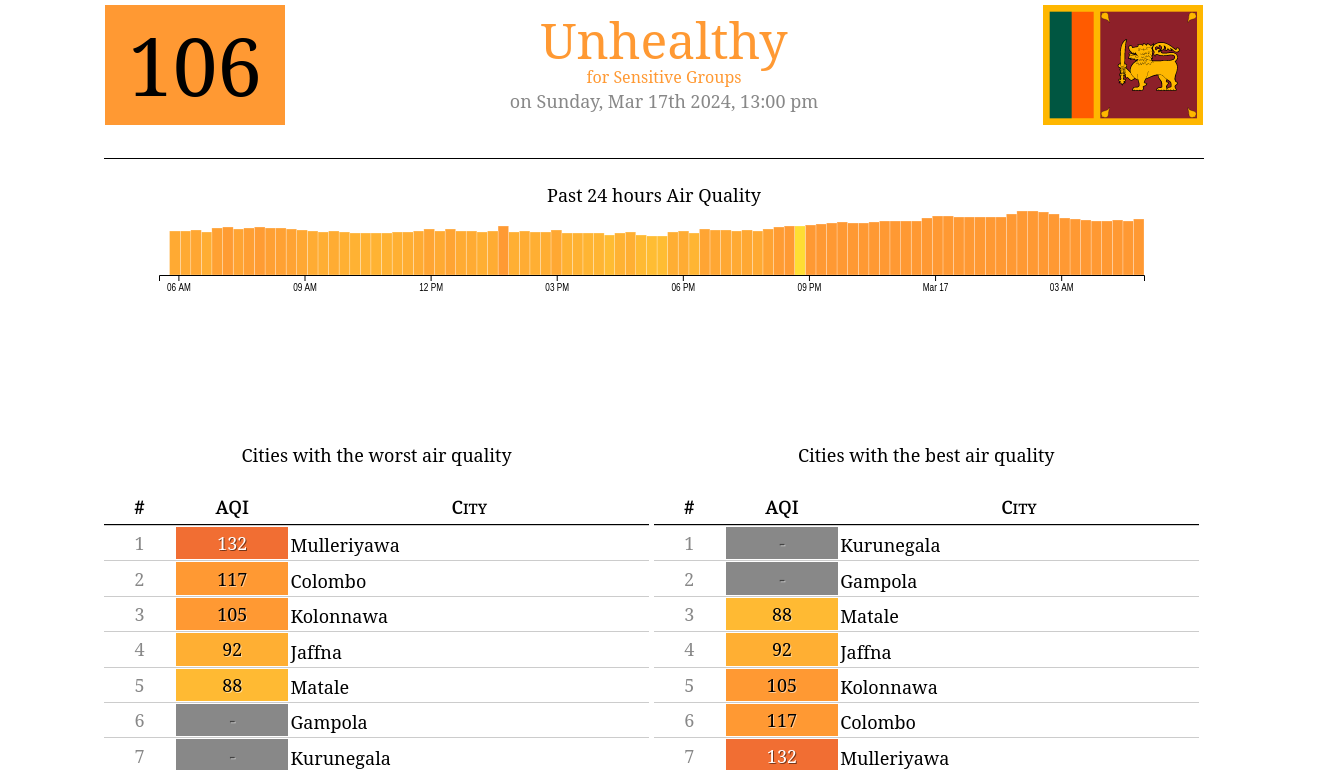 106
Unhealthy
for Sensitive Groups
on Sunday, Mar 17th 2024, 13:00 pm
Past 24 hours Air Quality
06 AM 09 AM 12 PM 03 PM 06 PM 09 PM Mar 17 03 AM
Cities with the worst air quality
# AQI City
1 132 Mulleriyawa
2 117 Colombo
3 105 Kolonnawa
4 92 Jaffna
5 88 Matale
6 - Gampola
7 - Kurunegala
Cities with the best air quality
# AQI City
1 - Kurunegala
2 - Gampola
3 88 Matale
4 92 Jaffna
5 105 Kolonnawa
6 117 Colombo
7 132 Mulleriyawa